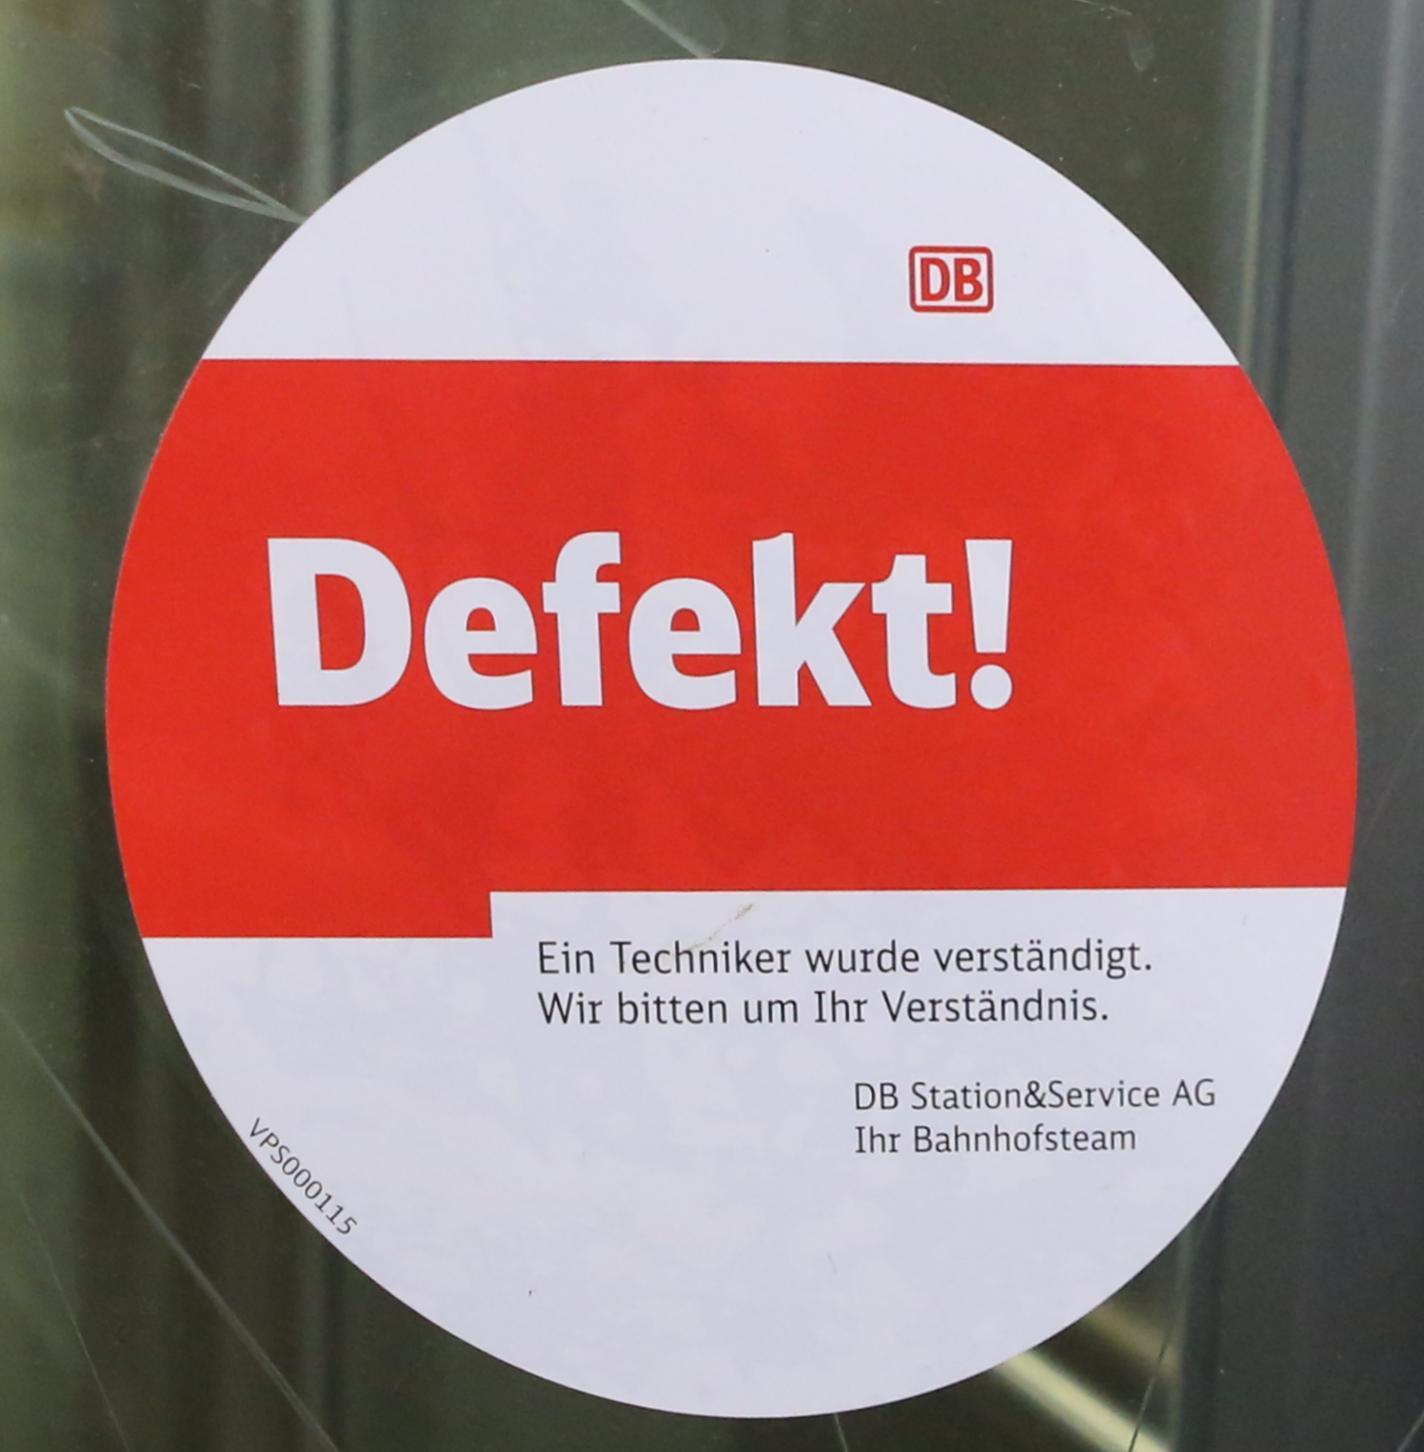 DB
Defekt!
Ein Techniker wurde verständigt.
Wir bitten um Ihr Verständnis.
DB Station&Service AG
Ihr Bahnhofsteam
VPS000115